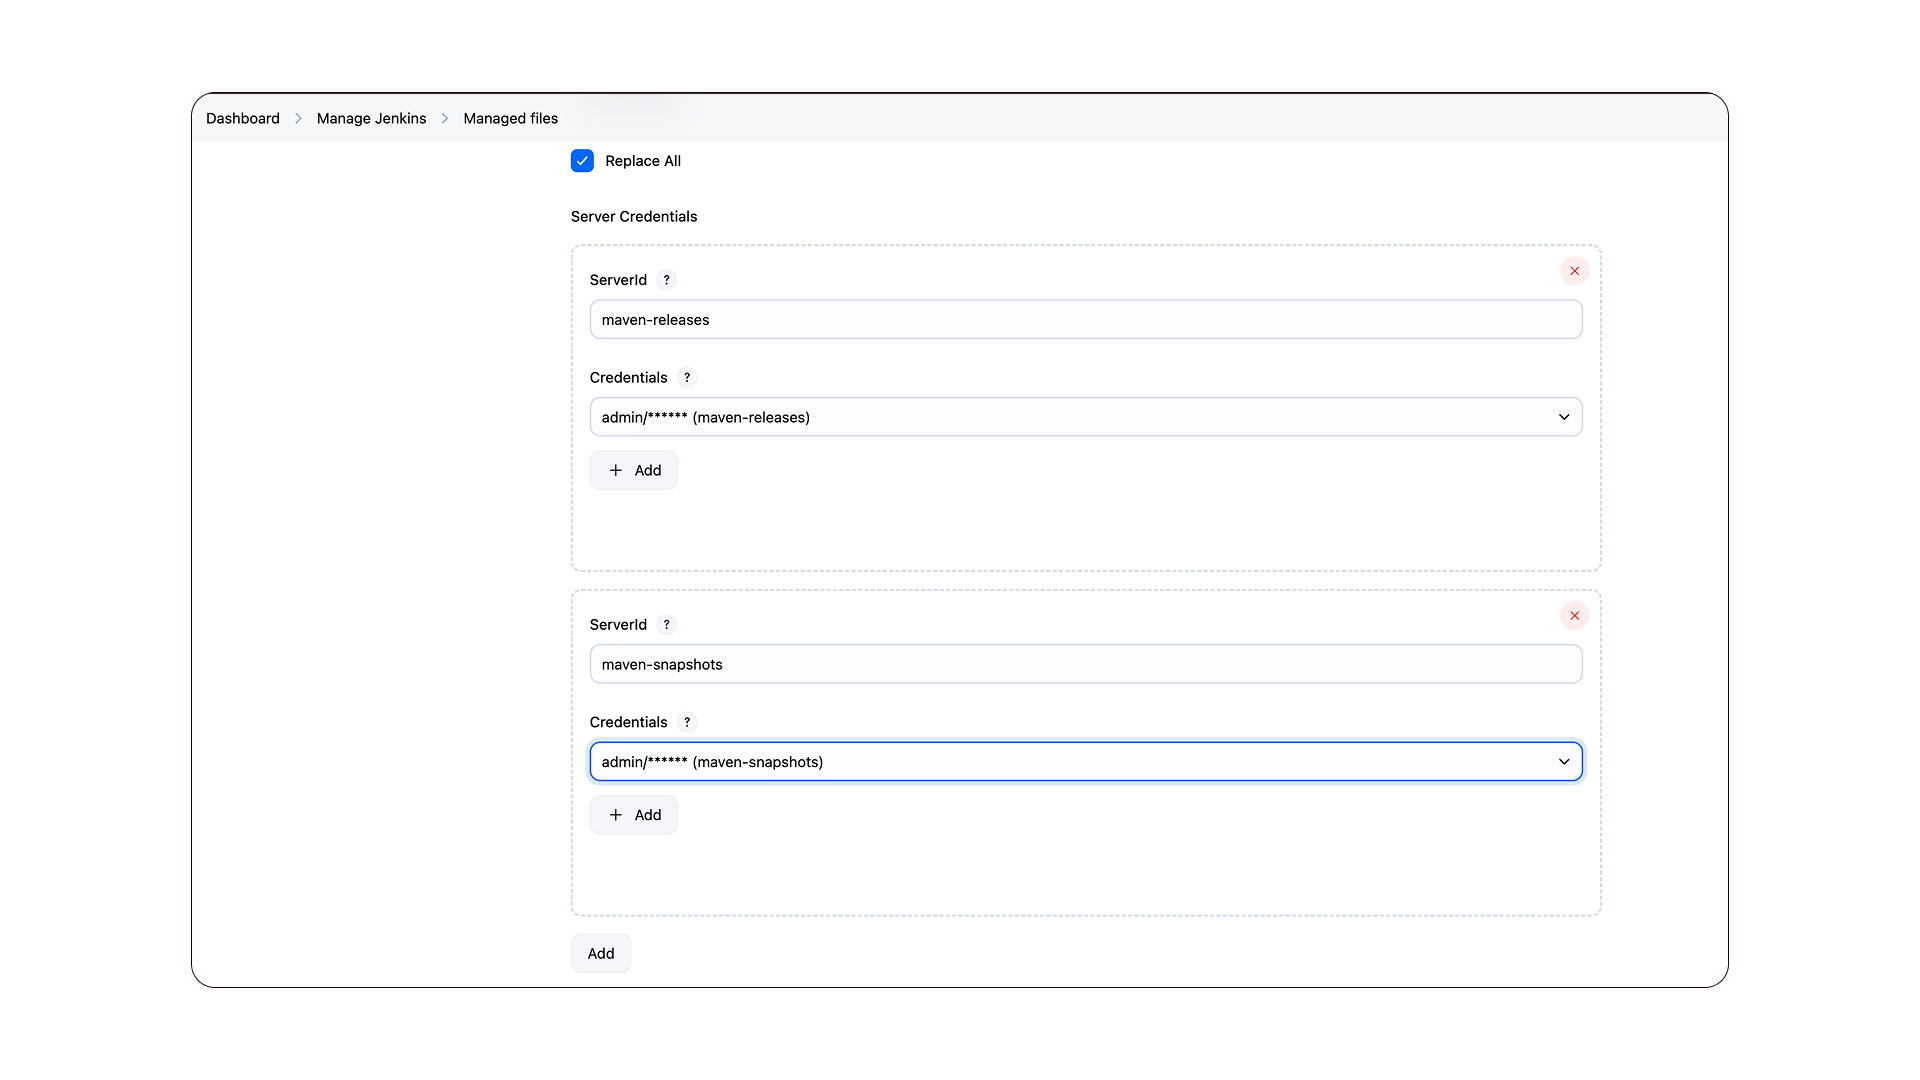 Dashboard > Manage Jenkins > Managed files
Replace All
Server Credentials
ServerId ?
maven-releases
Credentials ?
admin/****** (maven-releases)
+ Add
ServerId ?
maven-snapshots
Credentials ?
admin/****** (maven-snapshots)
+ Add
Add